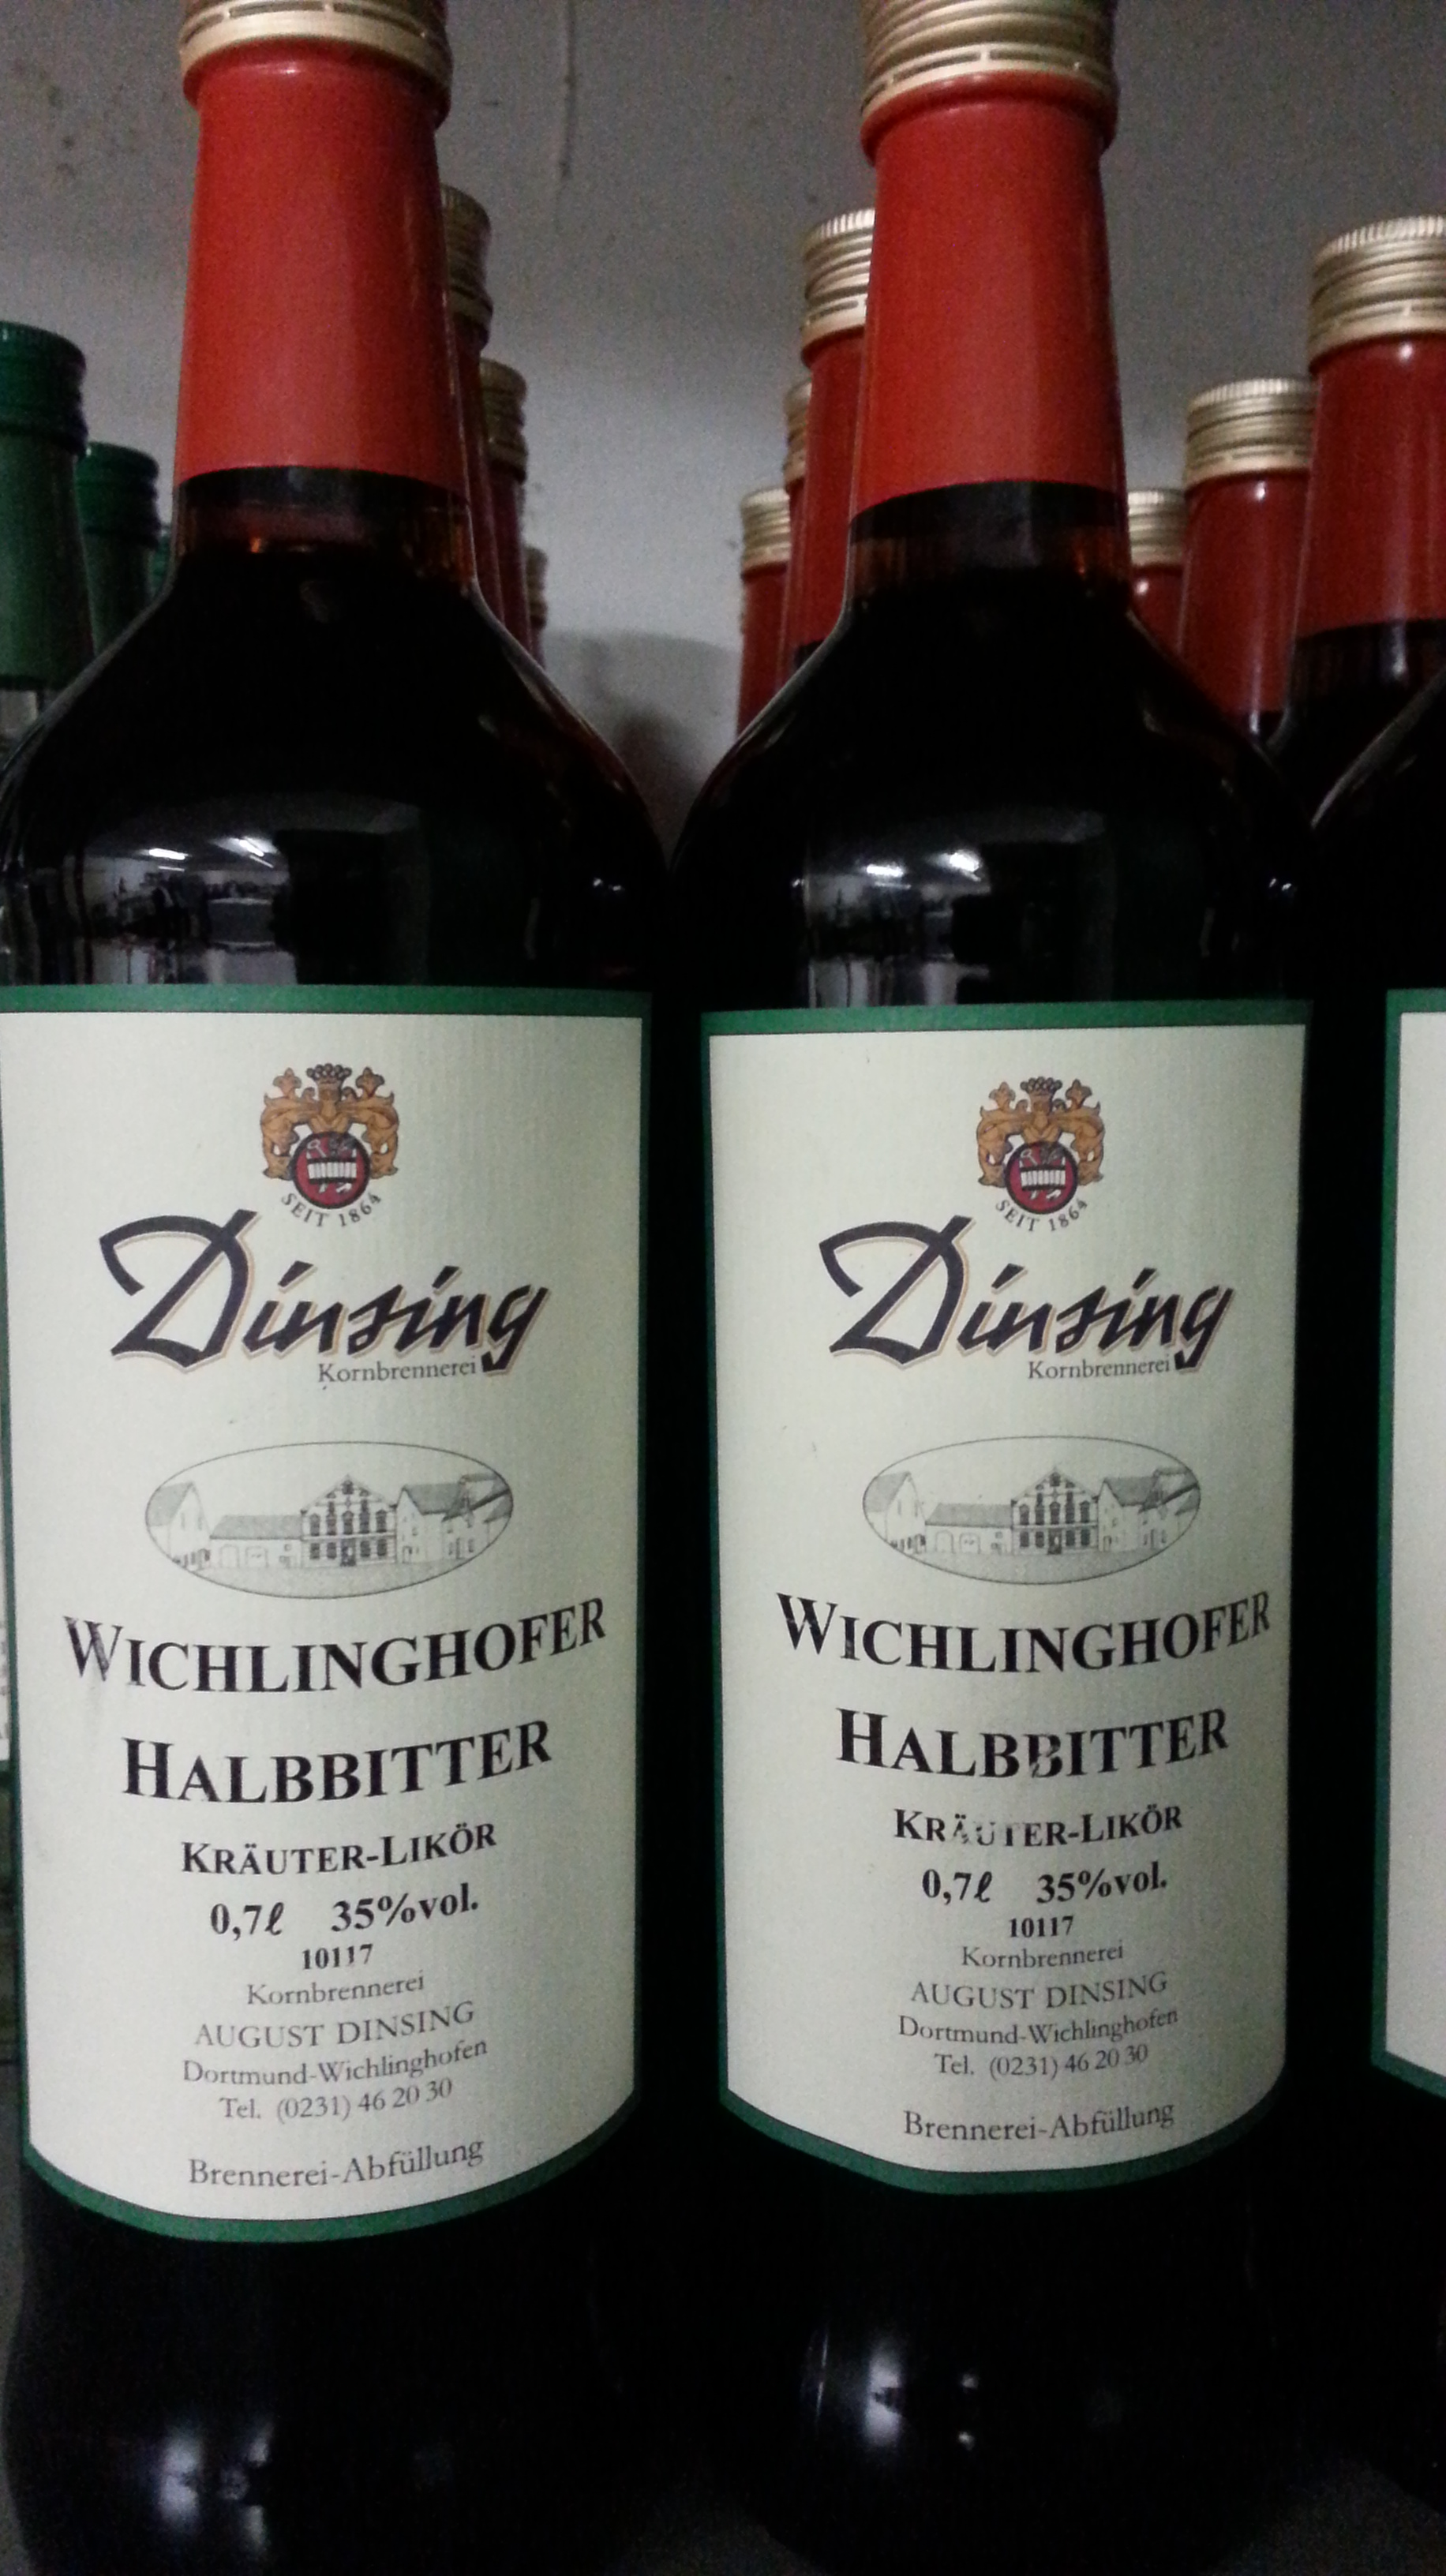 SEIT 1864
Dinsing
Kornbrennerei
WICHLINGHOFER
HALBBITTER
KRÄUTER-LIKÖR
0,7ℓ 35%vol.
10117
Kornbrennerei
AUGUST DINSING
Dortmund-Wichlinghofen
Tel. (0231) 46 20 30
Brennerei-Abfüllung
SEIT 1864
Dinsing
Kornbrennerei
WICHLINGHOFER
HALBBITTER
KRÄUTER-LIKÖR
0,7ℓ 35%vol.
10117
Kornbrennerei
AUGUST DINSING
Dortmund-Wichlinghofen
Tel. (0231) 46 20 30
Brennerei-Abfüllung